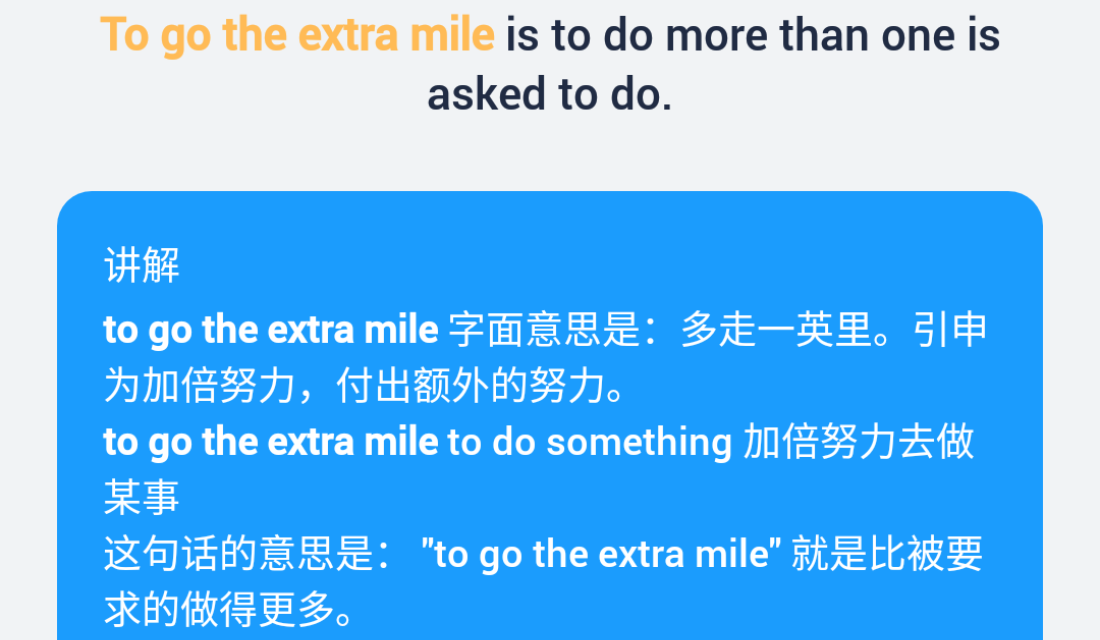 To go the extra mile is to do more than one is
asked to do.
讲解
to go the extra mile 字面意思是：多走一英里。引申
为加倍努力，付出额外的努力。
to go the extra mile to do something 加倍努力去做
某事
这句话的意思是： "to go the extra mile" 就是比被要
求的做得更多。